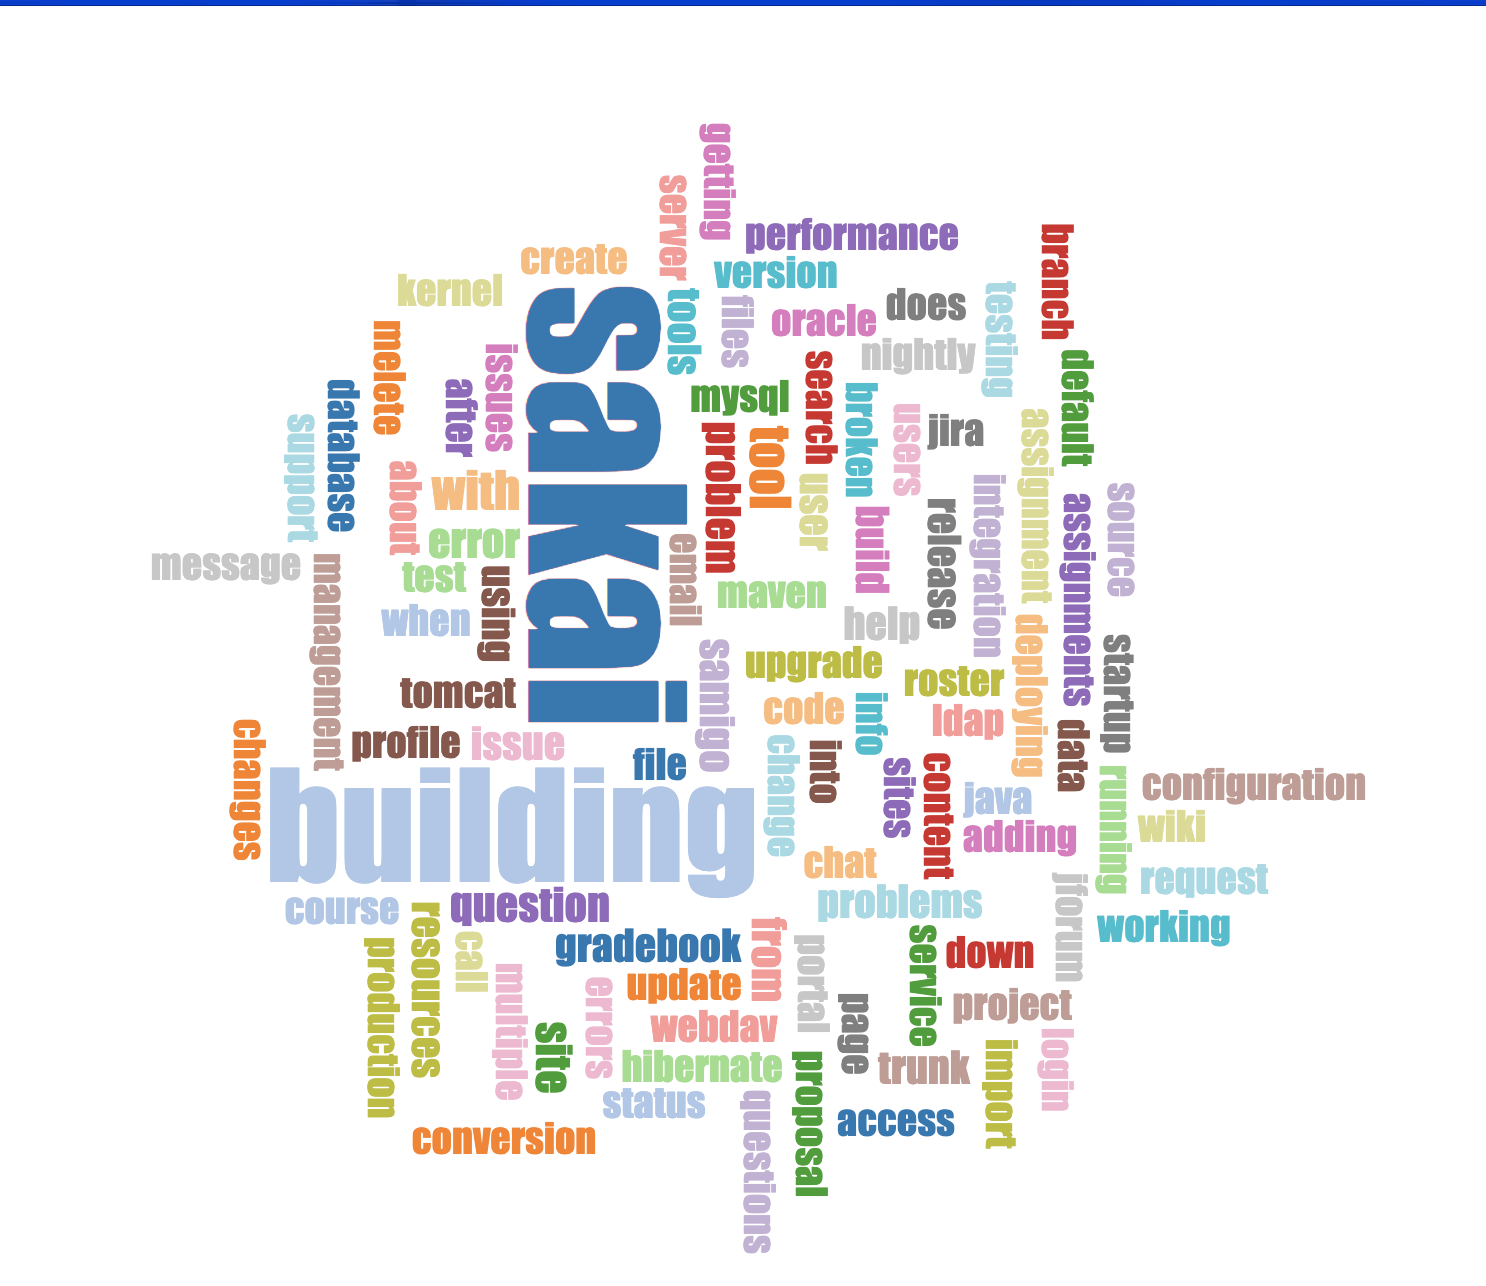 getting
server
performance
branch
create
version
kernel
sakai
tools
files
oracle
does
testing
nightly
melete
issues
search
default
database
after
mysql
broken
users
jira
assignment
support
about
with
problem
tool
user
integration
assignments
source
error
email
build
release
message
management
test
using
maven
when
help
deploying
startup
samigo
upgrade
roster
tomcat
code
info
ldap
changes
profile
issue
file
change
into
sites
content
data
building
java
running
configuration
adding
wiki
chat
request
course
question
problems
jforum
resources
call
gradebook
from
portal
service
down
working
production
multiple
errors
update
page
project
site
webdav
login
hibernate
proposal
trunk
import
status
questions
access
conversion